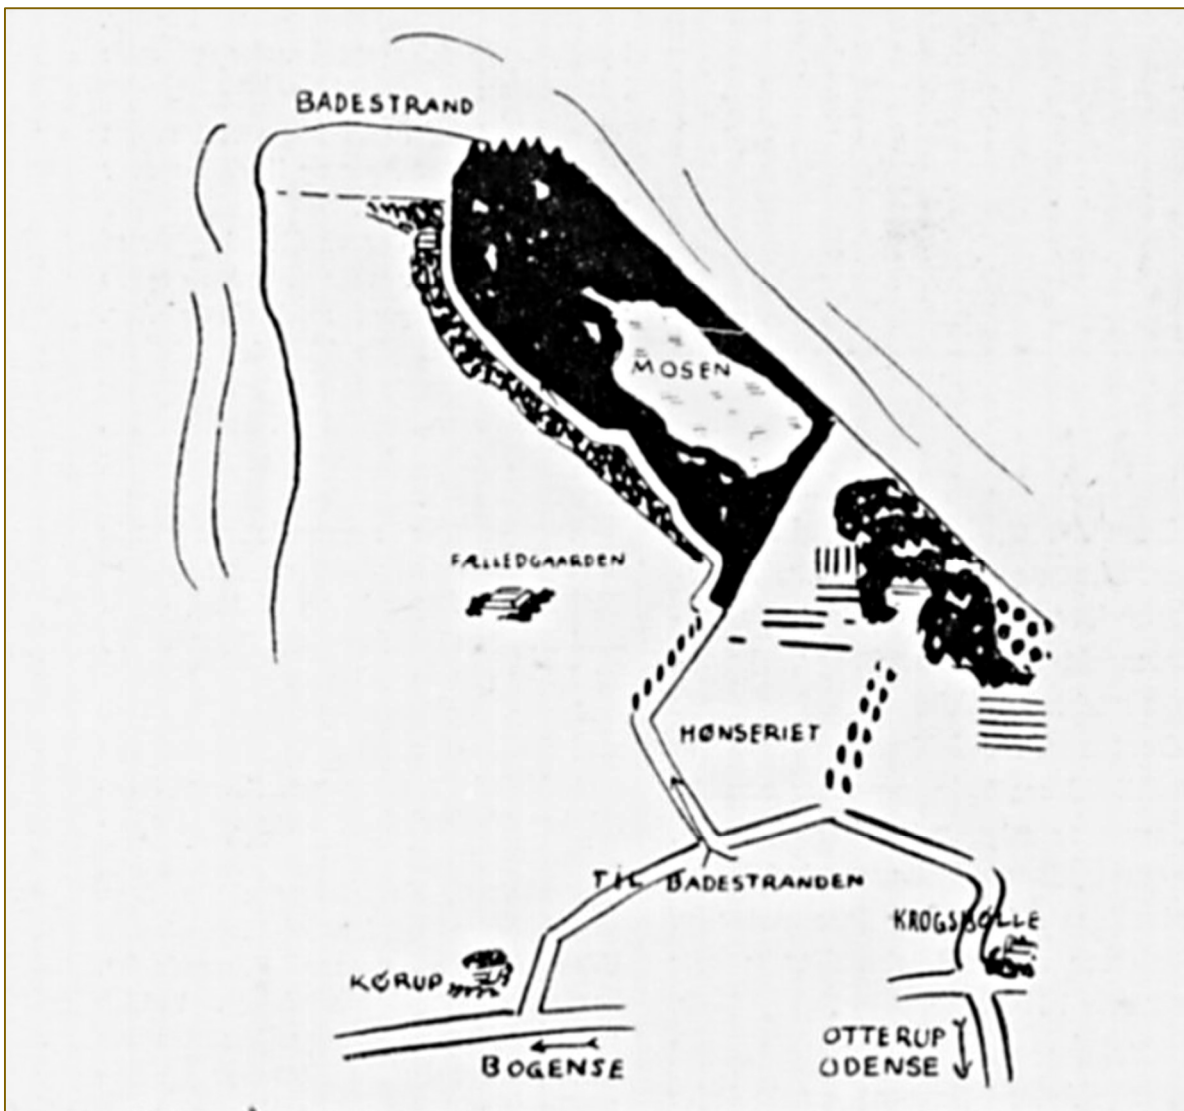 BADESTRAND
MOSEN
FÆLLEDGAARDEN
HØNSERIET
TIL BADESTRANDEN
KROGSBØLLE
KØRUP
OTTERUP
ODENSE
BOGENSE